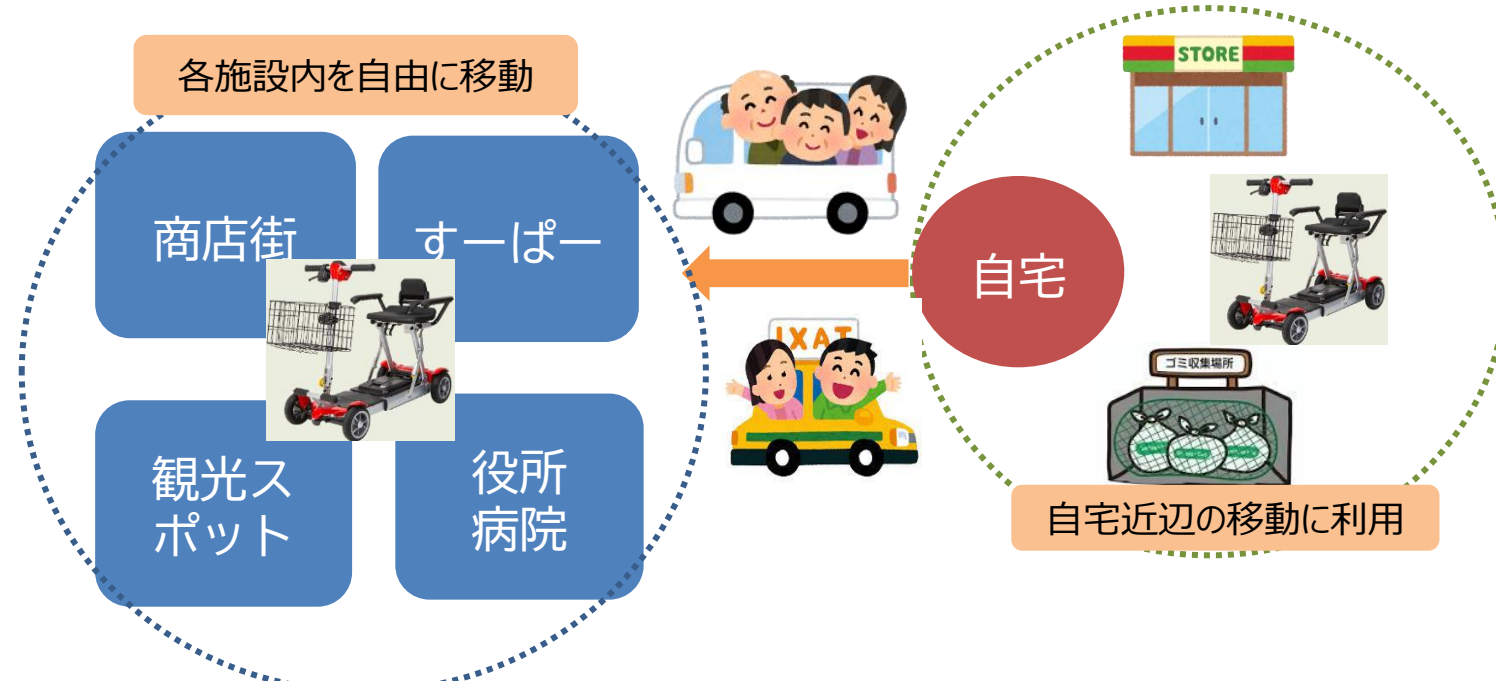 各施設内を自由に移動
商店街
すーぱー
観光ス
ポット
役所
病院
IXAT
自宅
STORE
ゴミ収集場所
自宅近辺の移動に利用